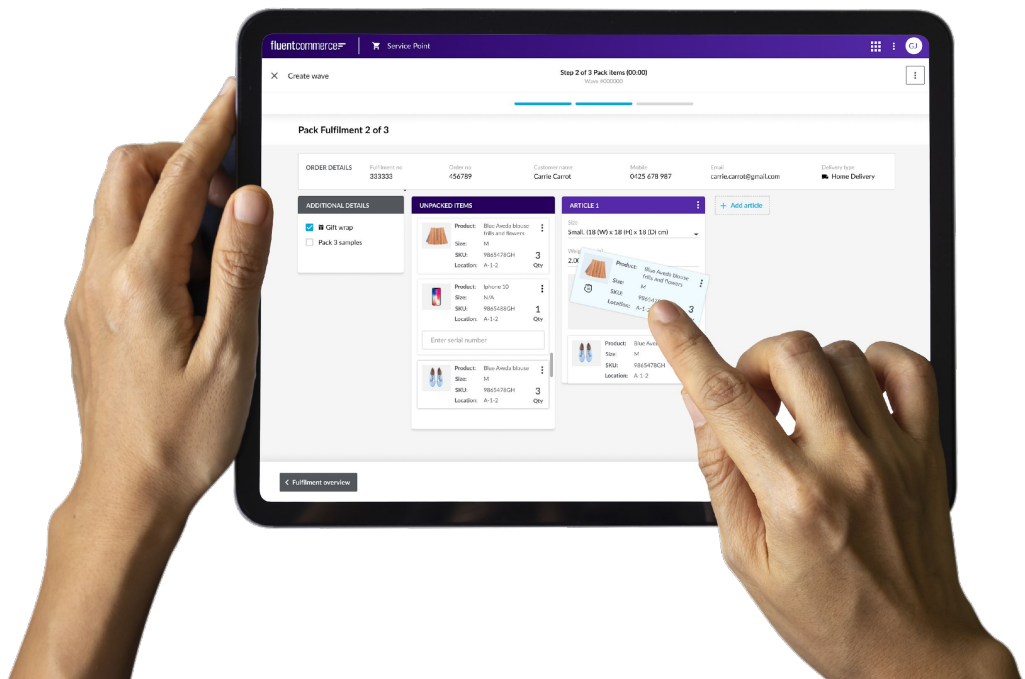 fluentcommerce
Service Point
GJ
Create wave
Step 2 of 3 Pack items (00:00)
Wave #000000
Pack Fulfilment 2 of 3
ORDER DETAILS
Fulfilment no
333333
Order no
456789
Customer name
Carrie Carrot
Mobile
0425 678 987
Email
carrie.carrot@gmail.com
Delivery type
Home Delivery
ADDITIONAL DETAILS
Gift wrap
Pack 3 samples
UNPACKED ITEMS
Product: Blue Aveda blouse
frills and flowers
Size: M
SKU: 9865478GH
Location: A-1-2
3
Qty
Product: Iphone 10
Size: N/A
SKU: 9865488GH
Location: A-1-2
1
Qty
Enter serial number
Product: Blue Aveda blouse
Size: M
SKU: 9865478GH
Location: A-1-2
3
Qty
ARTICLE 1
Size
Small. (18 (W) x 18 (H) x 18 (D) cm)
2.00
Product: Blue Aveda blouse
frills and flowers
Size: M
SKU:
Location:
3
Product: Blue
Size: M
SKU: 9865478GH
Location: A-1-2
+ Add article
Fulfilment overview